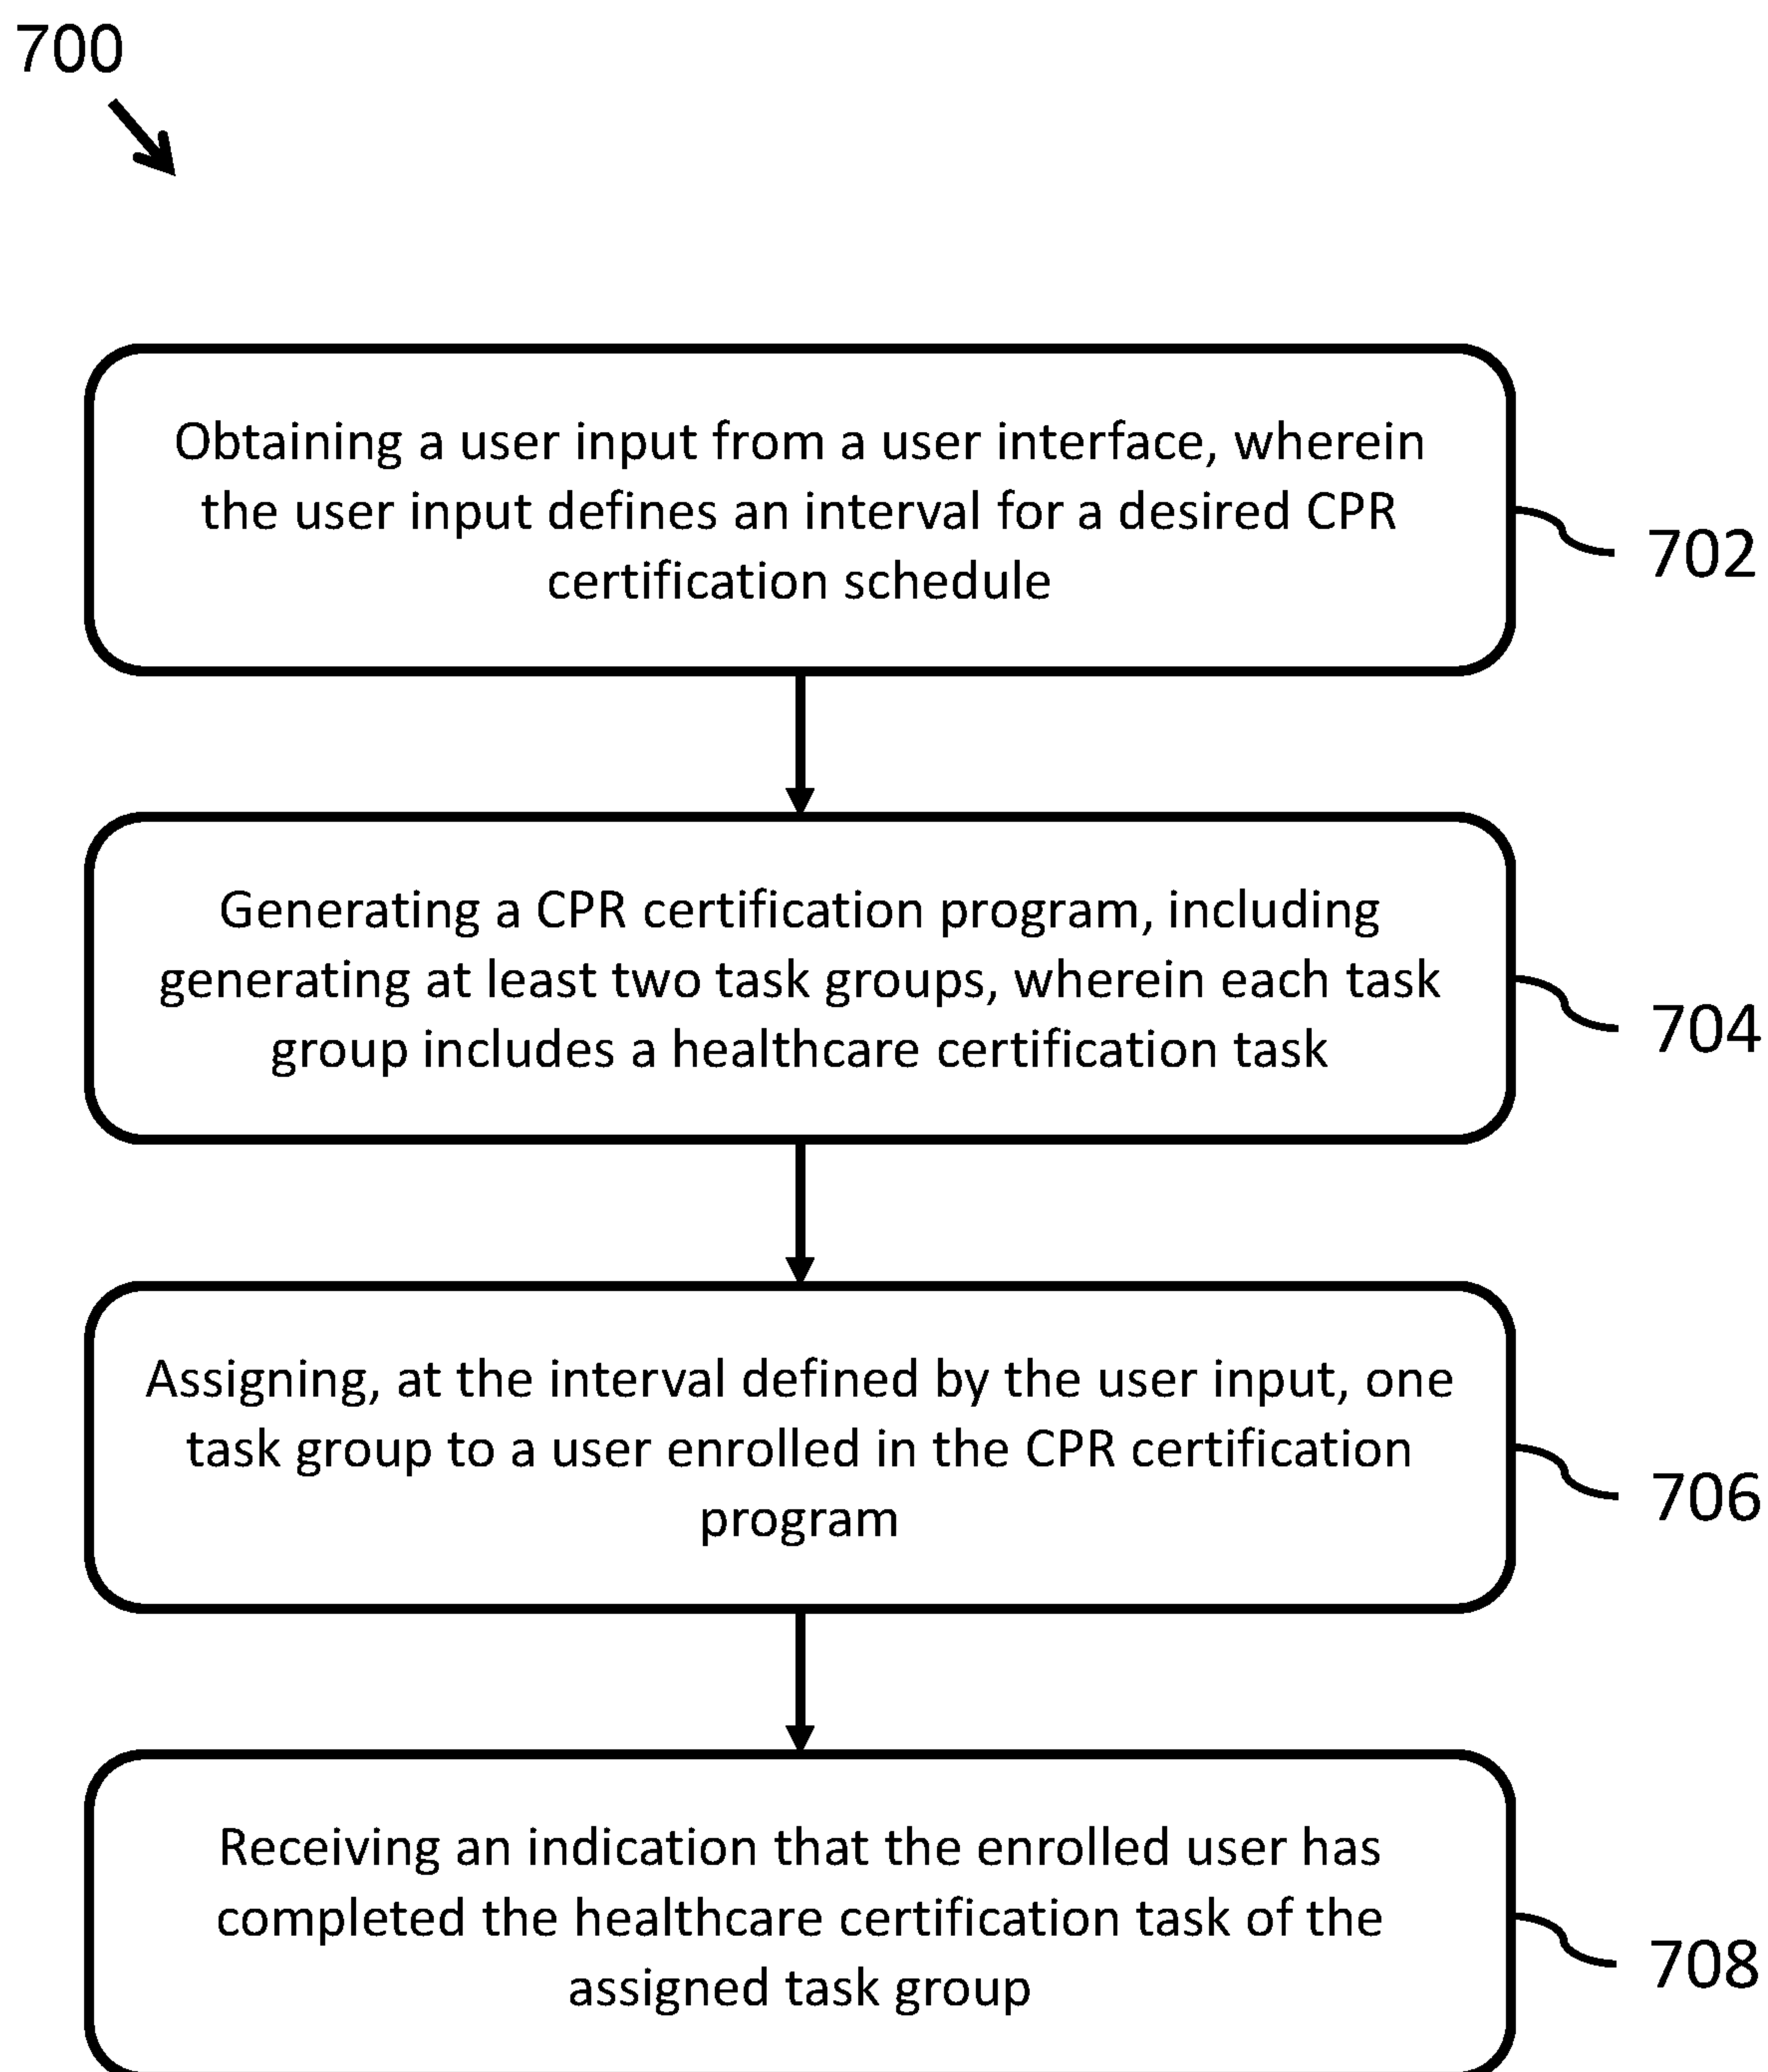 700
Obtaining a user input from a user interface, wherein
the user input defines an interval for a desired CPR
certification schedule
702
Generating a CPR certification program, including
generating at least two task groups, wherein each task
group includes a healthcare certification task
704
Assigning, at the interval defined by the user input, one
task group to a user enrolled in the CPR certification
program
706
Receiving an indication that the enrolled user has
completed the healthcare certification task of the
assigned task group
708